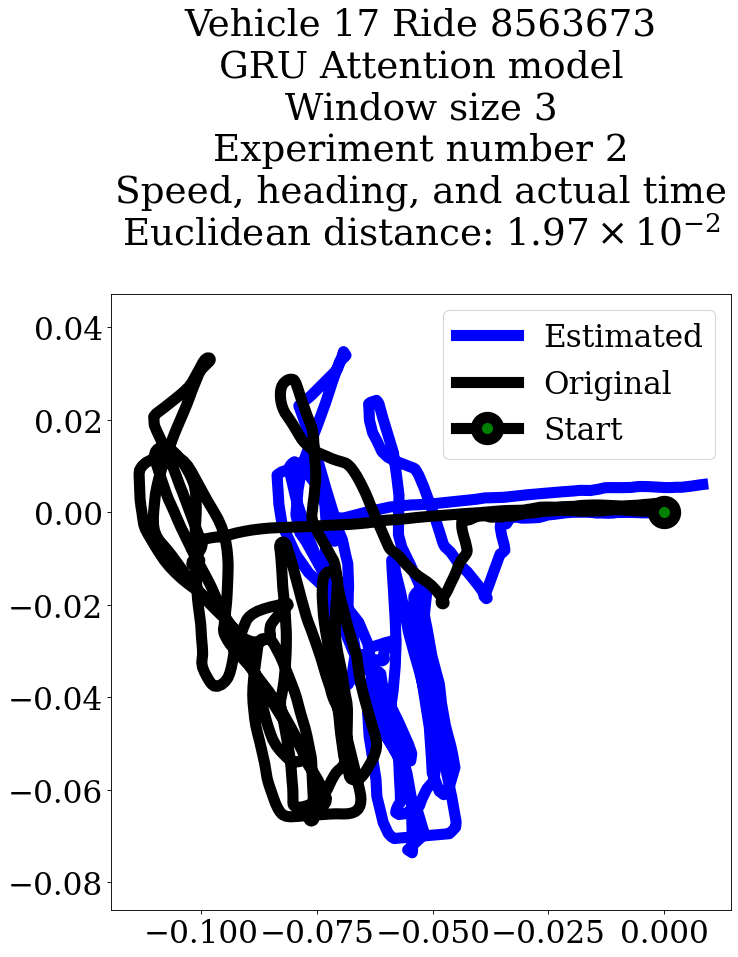 Vehicle 17 Ride 8563673
GRU Attention model
Window size 3
Experiment number 2
Speed, heading, and actual time
Euclidean distance: 1.97 × 10⁻²
Estimated
Original
Start
0.04
0.02
0.00
−0.02
−0.04
−0.06
−0.08
−0.100 −0.075 −0.050 −0.025 0.000